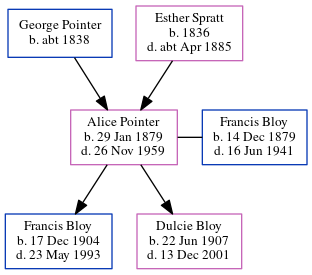 George Pointer
b. abt 1838
Esther Spratt
b. 1836
d. abt Apr 1885
Alice Pointer
b. 29 Jan 1879
d. 26 Nov 1959
Francis Bloy
b. 14 Dec 1879
d. 16 Jun 1941
Francis Bloy
b. 17 Dec 1904
d. 23 May 1993
Dulcie Bloy
b. 22 Jun 1907
d. 13 Dec 2001